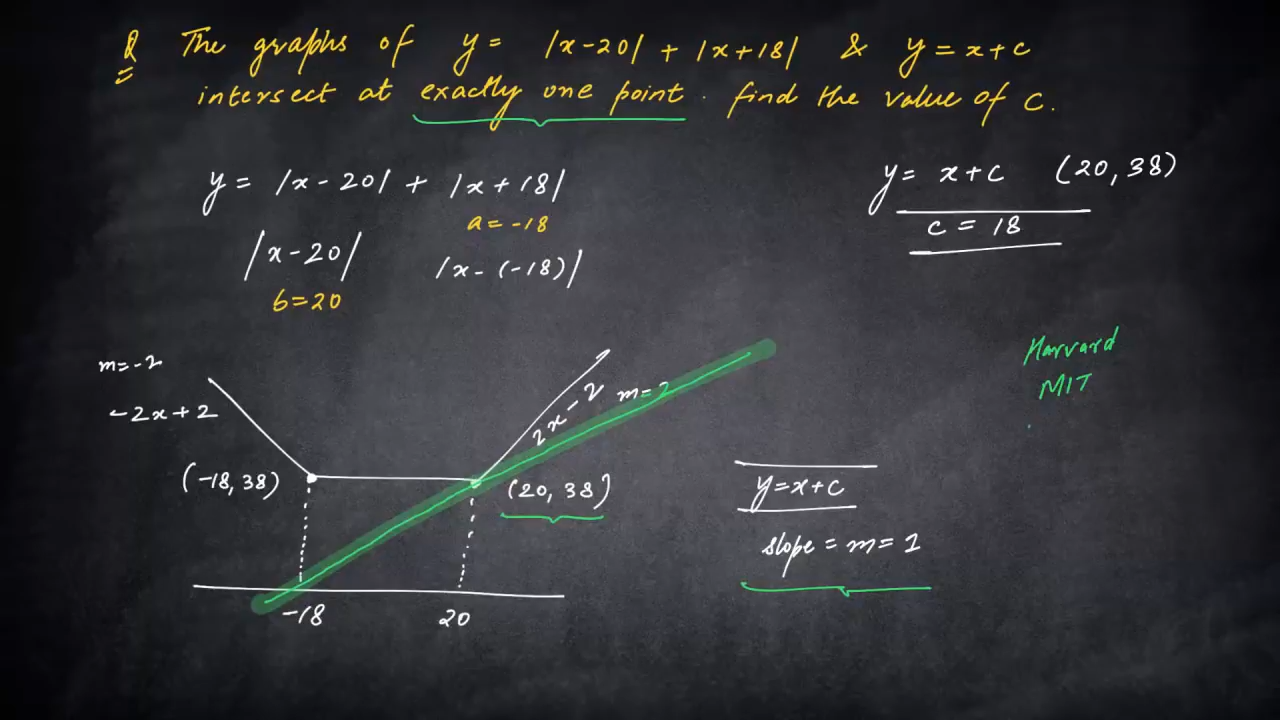 Q The graphs of y = |x-20| + |x+18| & y = x+c
intersect at exactly one point. find the value of c.
y = |x-20| + |x+18|
a = -18
|x-20| |x-(-18)|
b=20
y = x+c (20,38)
c = 18
Harvard
MIT
m=-2
-2x+2
(-18,38)
2x-2 m=2
(20,38)
y=x+c
slope = m= 1
-18 20